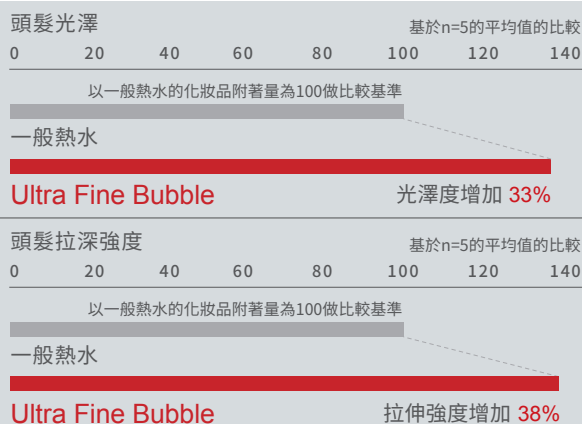 頭髮光澤
基於n=5的平均值的比較
0 20 40 60 80 100 120 140
以一般熱水的化妝品附著量為100做比較基準
一般熱水
Ultra Fine Bubble
光澤度增加 33%
頭髮拉深強度
基於n=5的平均值的比較
0 20 40 60 80 100 120 140
以一般熱水的化妝品附著量為100做比較基準
一般熱水
Ultra Fine Bubble
拉伸強度增加 38%